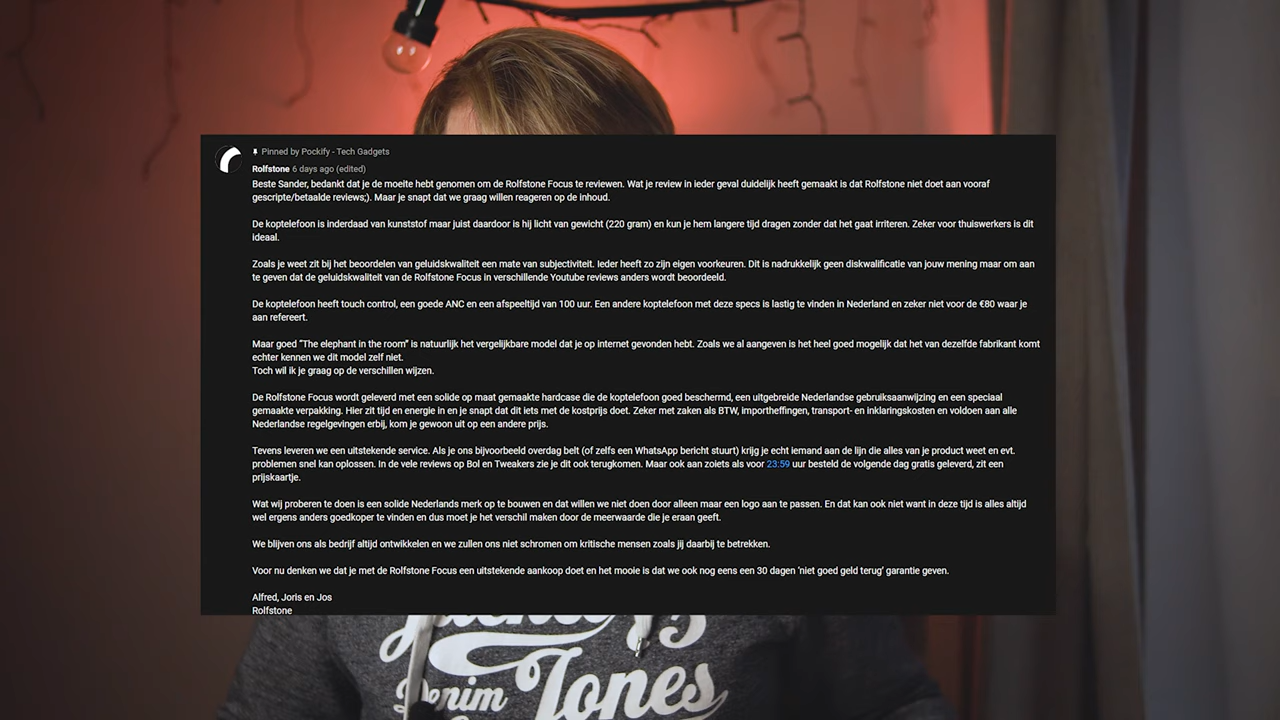 Pinned by Pockify - Tech Gadgets
Rolfstone 6 days ago (edited)
Beste Sander, bedankt dat je de moeite hebt genomen om de Rolfstone Focus te reviewen. Wat je review in ieder geval duidelijk heeft gemaakt is dat Rolfstone niet doet aan vooraf
gescripte/betaalde reviews;). Maar je snapt dat we graag willen reageren op de inhoud.
De koptelefoon is inderdaad van kunststof maar juist daardoor is hij licht van gewicht (220 gram) en kun je hem langere tijd dragen zonder dat het gaat irriteren. Zeker voor thuiswerkers is dit
ideaal.
Zoals je weet zit bij het beoordelen van geluidskwaliteit een mate van subjectiviteit. Ieder heeft zo zijn eigen voorkeuren. Dit is nadrukkelijk geen diskwalificatie van jouw mening maar om aan
te geven dat de geluidskwaliteit van de Rolfstone Focus in verschillende Youtube reviews anders wordt beoordeeld.
De koptelefoon heeft touch control, een goede ANC en een afspeeltijd van 100 uur. Een andere koptelefoon met deze specs is lastig te vinden in Nederland en zeker niet voor de €80 waar je
aan refereert.
Maar goed “The elephant in the room” is natuurlijk het vergelijkbare model dat je op internet gevonden hebt. Zoals we al aangeven is het heel goed mogelijk dat het van dezelfde fabrikant komt
echter kennen we dit model zelf niet.
Toch wil ik je graag op de verschillen wijzen.
De Rolfstone Focus wordt geleverd met een solide op maat gemaakte hardcase die de koptelefoon goed beschermd, een uitgebreide Nederlandse gebruiksaanwijzing en een speciaal
gemaakte verpakking. Hier zit tijd en energie in en je snapt dat dit iets met de kostprijs doet. Zeker met zaken als BTW, importheffingen, transport- en inklaringskosten en voldoen aan alle
Nederlandse regelgevingen erbij, kom je gewoon uit op een andere prijs.
Tevens leveren we een uitstekende service. Als je ons bijvoorbeeld overdag belt (of zelfs een WhatsApp bericht stuurt) krijg je echt iemand aan de lijn die alles van je product weet en evt.
problemen snel kan oplossen. In de vele reviews op Bol en Tweakers zie je dit ook terugkomen. Maar ook aan zoiets als voor 23:59 uur besteld de volgende dag gratis geleverd, zit een
prijskaartje.
Wat wij proberen te doen is een solide Nederlands merk op te bouwen en dat willen we niet doen door alleen maar een logo aan te passen. En dat kan ook niet want in deze tijd is alles altijd
wel ergens anders goedkoper te vinden en dus moet je het verschil maken door de meerwaarde die je eraan geeft.
We blijven ons als bedrijf altijd ontwikkelen en we zullen ons niet schromen om kritische mensen zoals jij daarbij te betrekken.
Voor nu denken we dat je met de Rolfstone Focus een uitstekende aankoop doet en het mooie is dat we ook nog eens een 30 dagen ‘niet goed geld terug’ garantie geven.
Alfred, Joris en Jos
Rolfstone
Jones
Denim